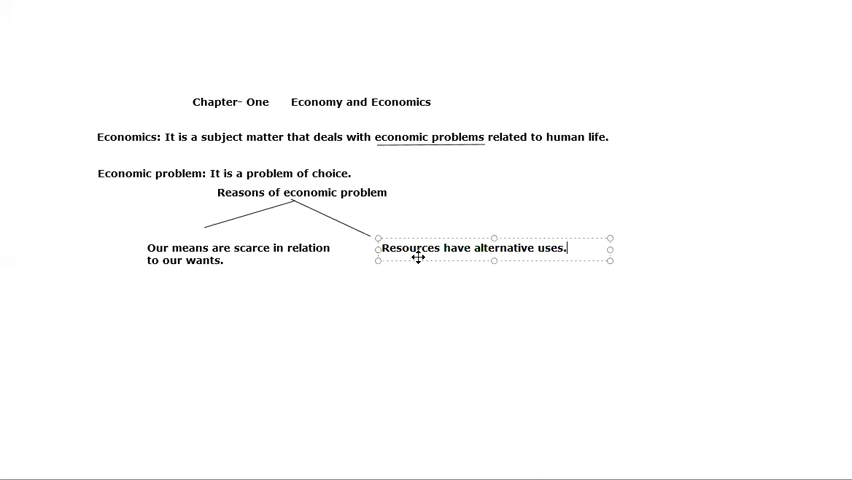 Chapter- One Economy and Economics
Economics: It is a subject matter that deals with economic problems related to human life.
Economic problem: It is a problem of choice.
Reasons of economic problem
Our means are scarce in relation
to our wants.
Resources have alternative uses.